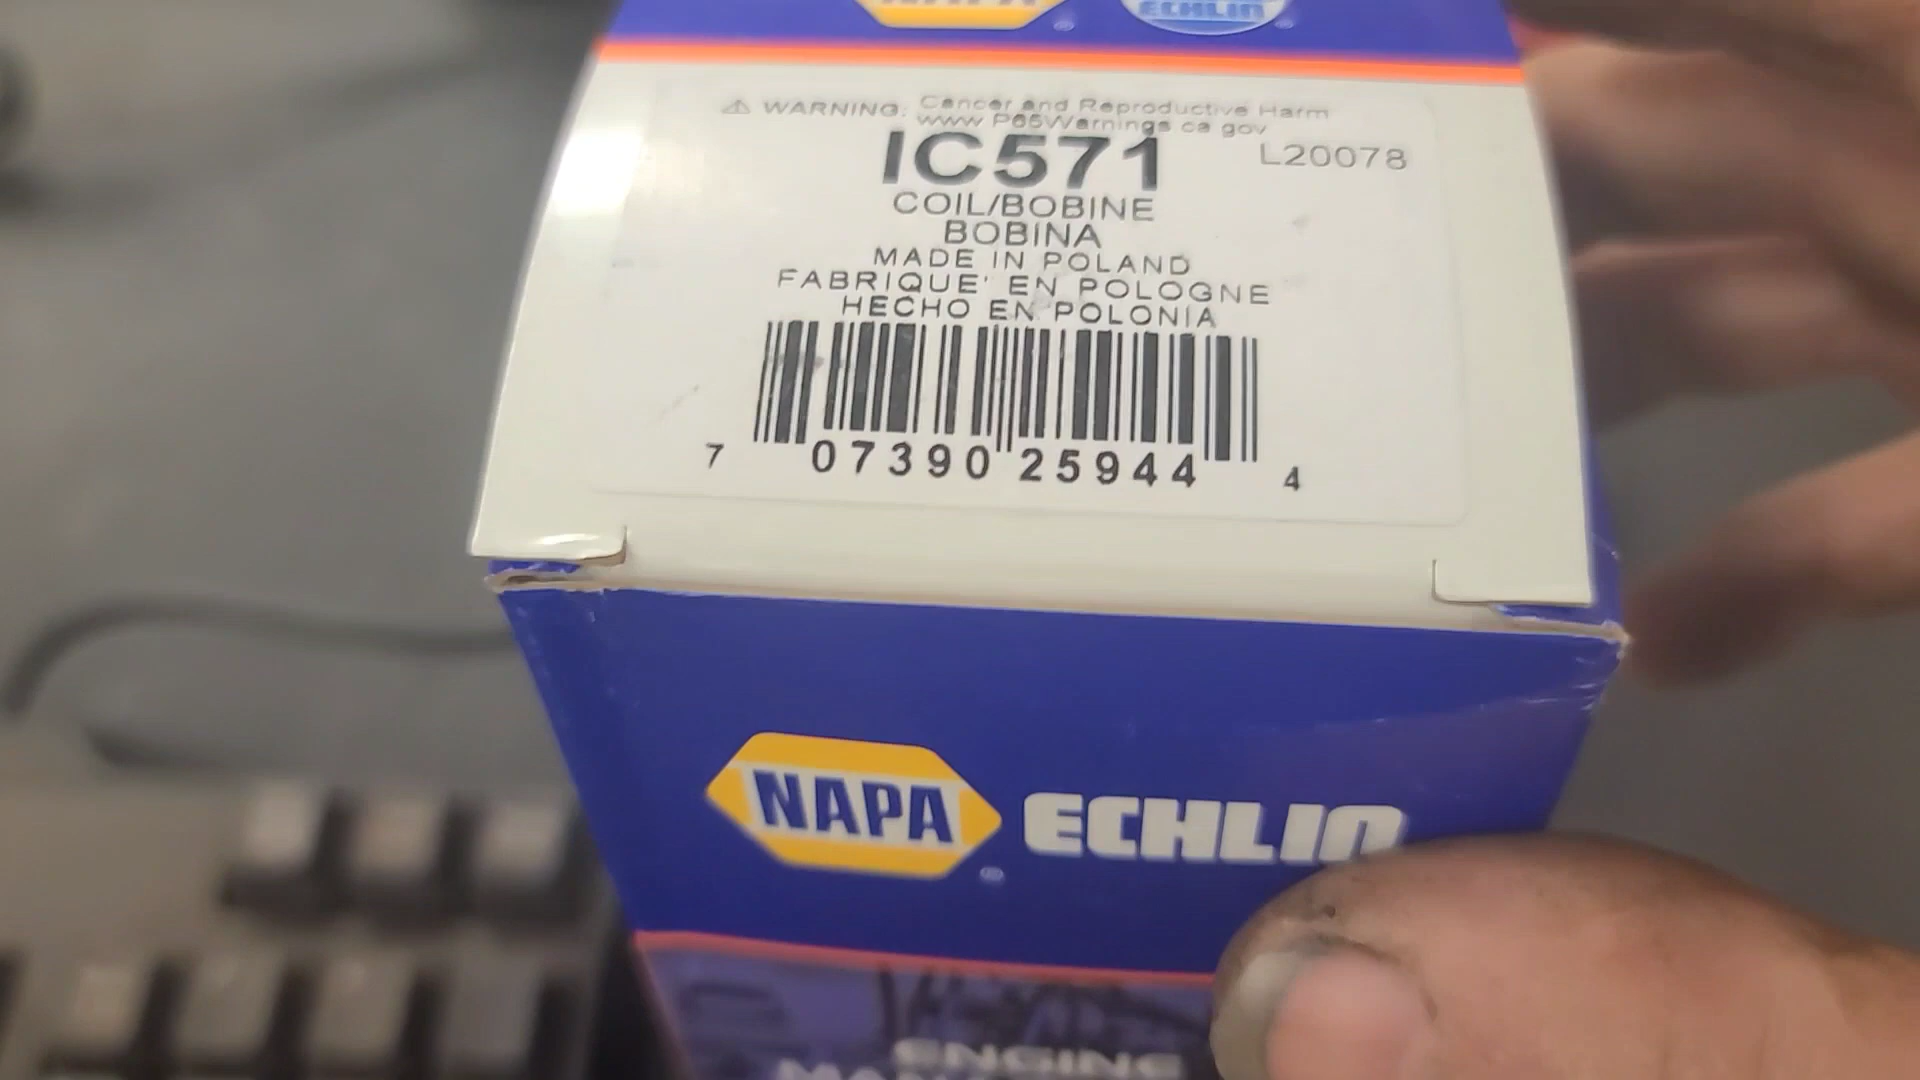 NAPA
ECHLIN
WARNING: Cancer and Reproductive Harm
www P65Warnings ca gov
IC571
L20078
COIL/BOBINE
BOBINA
MADE IN POLAND
FABRIQUE' EN POLOGNE
HECHO EN POLONIA
7 07390 25944 4
NAPA ECHLIN
ENGINE